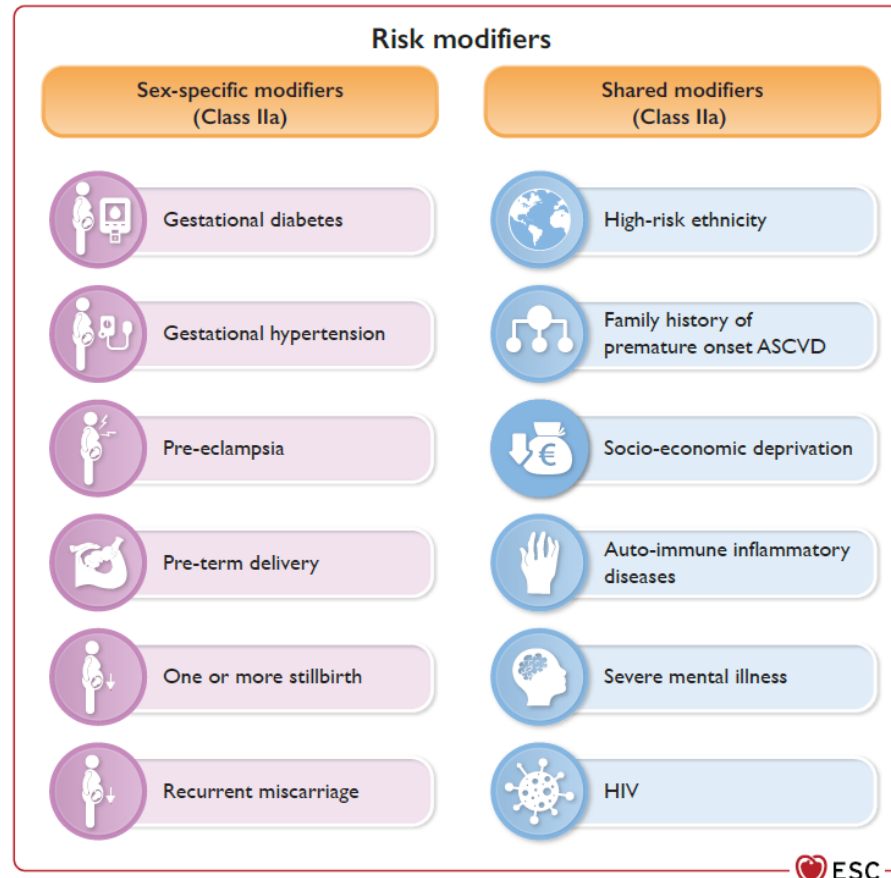 Risk modifiers
Sex-specific modifiers
(Class IIa)
Gestational diabetes
Gestational hypertension
Pre-eclampsia
Pre-term delivery
One or more stillbirth
Recurrent miscarriage
Shared modifiers
(Class IIa)
High-risk ethnicity
Family history of
premature onset ASCVD
€
Socio-economic deprivation
Auto-immune inflammatory
diseases
Severe mental illness
HIV
ESC